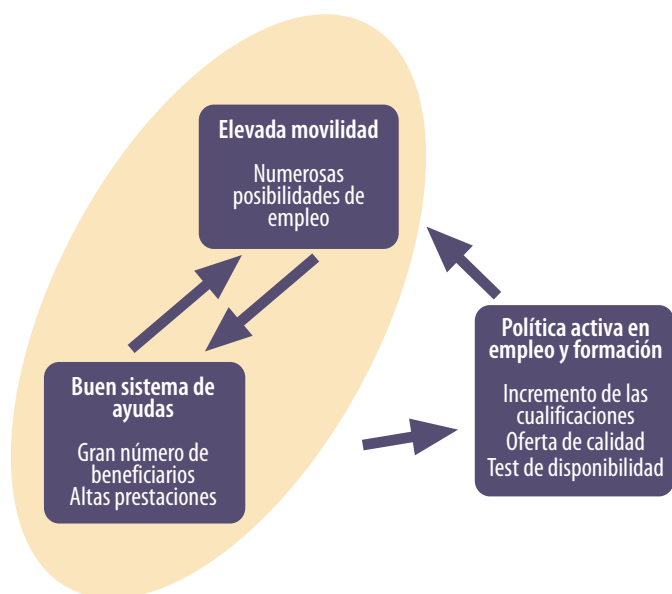 Elevada movilidad
Numerosas
posibilidades de
empleo
Buen sistema de
ayudas
Gran número de
beneficiarios
Altas prestaciones
Política activa en
empleo y formación
Incremento de las
cualificaciones
Oferta de calidad
Test de disponibilidad